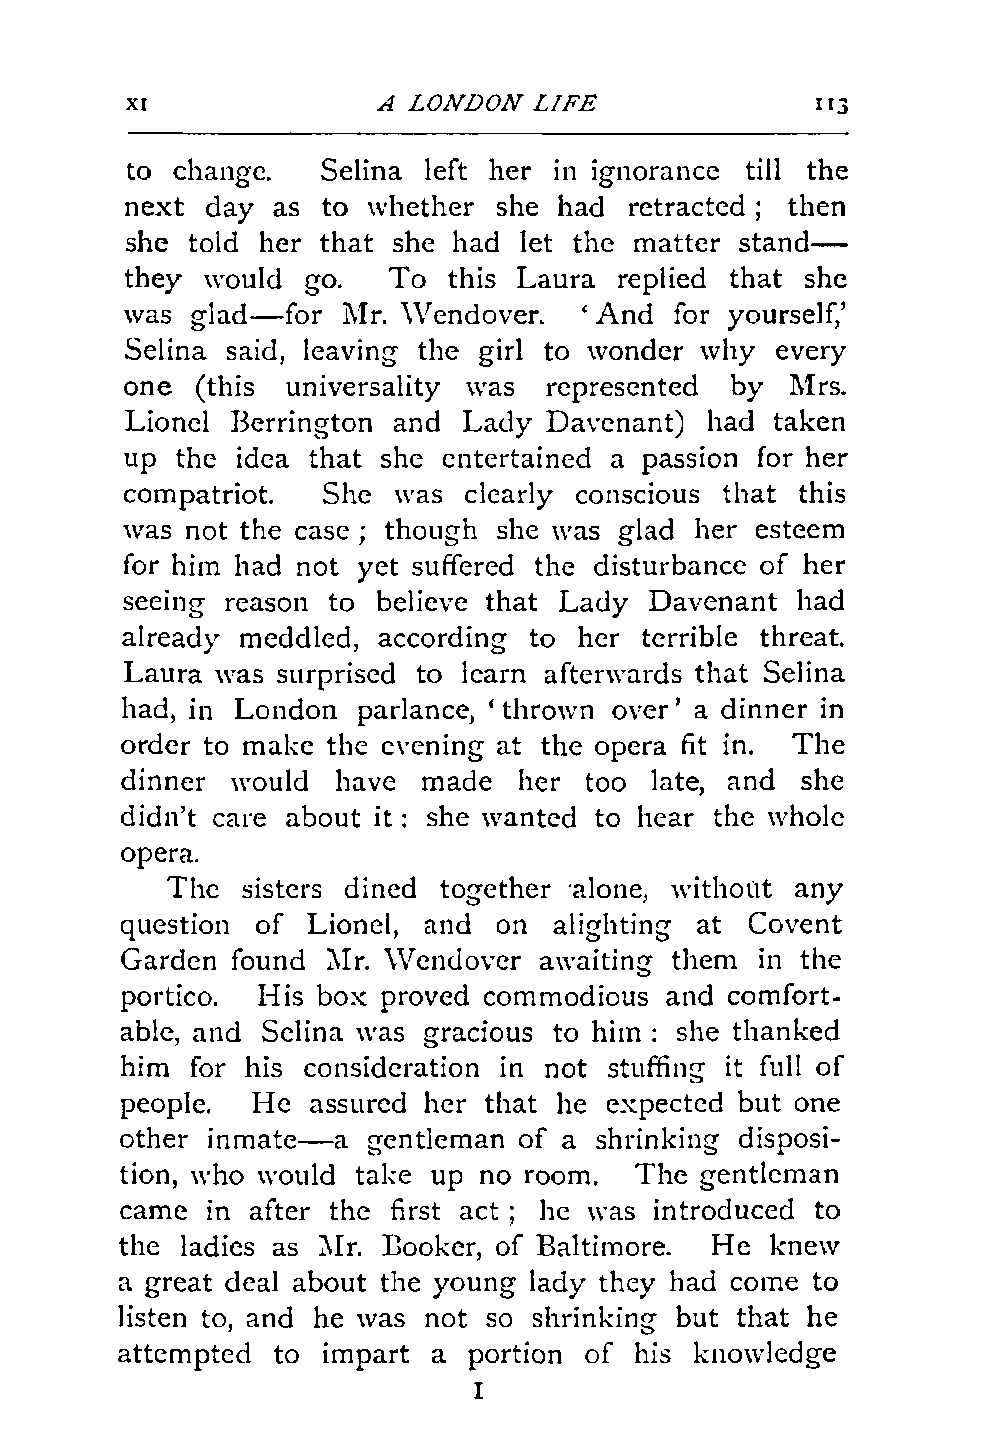 XI A LONDON LIFE 113
to change. Selina left her in ignorance till the
next day as to whether she had retracted ; then
she told her that she had let the matter stand—
they would go. To this Laura replied that she
was glad—for Mr. Wendover. ‘ And for yourself,’
Selina said, leaving the girl to wonder why every
one (this universality was represented by Mrs.
Lionel Berrington and Lady Davenant) had taken
up the idea that she entertained a passion for her
compatriot. She was clearly conscious that this
was not the case ; though she was glad her esteem
for him had not yet suffered the disturbance of her
seeing reason to believe that Lady Davenant had
already meddled, according to her terrible threat.
Laura was surprised to learn afterwards that Selina
had, in London parlance, ‘ thrown over ’ a dinner in
order to make the evening at the opera fit in. The
dinner would have made her too late, and she
didn’t care about it : she wanted to hear the whole
opera.
The sisters dined together alone, without any
question of Lionel, and on alighting at Covent
Garden found Mr. Wendover awaiting them in the
portico. His box proved commodious and comfort-
able, and Selina was gracious to him : she thanked
him for his consideration in not stuffing it full of
people. He assured her that he expected but one
other inmate—a gentleman of a shrinking disposi-
tion, who would take up no room. The gentleman
came in after the first act ; he was introduced to
the ladies as Mr. Booker, of Baltimore. He knew
a great deal about the young lady they had come to
listen to, and he was not so shrinking but that he
attempted to impart a portion of his knowledge
I